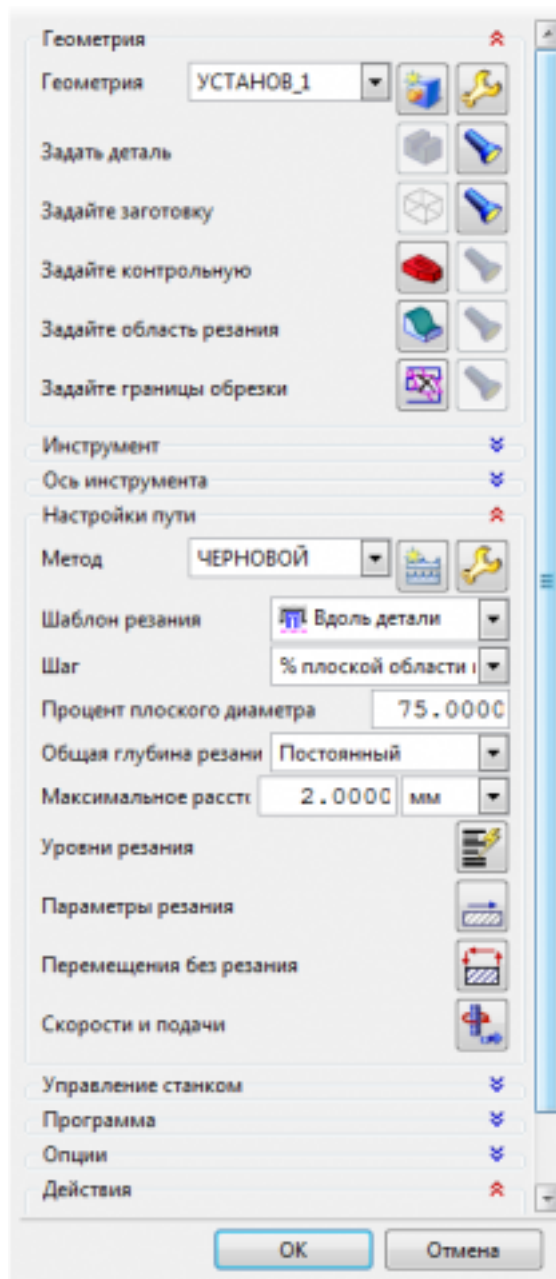 Геометрия
Геометрия УСТАНОВ_1
Задать деталь
Задайте заготовку
Задайте контрольную
Задайте область резания
Задайте границы обрезки
Инструмент
Ось инструмента
Настройки пути
Метод ЧЕРНОВОЙ
Шаблон резания Вдоль детали
Шаг % плоской области
Процент плоского диаметра 75.0000
Общая глубина резани Постоянный
Максимальное рассто 2.0000 мм
Уровни резания
Параметры резания
Перемещения без резания
Скорости и подачи
Управление станком
Программа
Опции
Действия
ОК Отмена